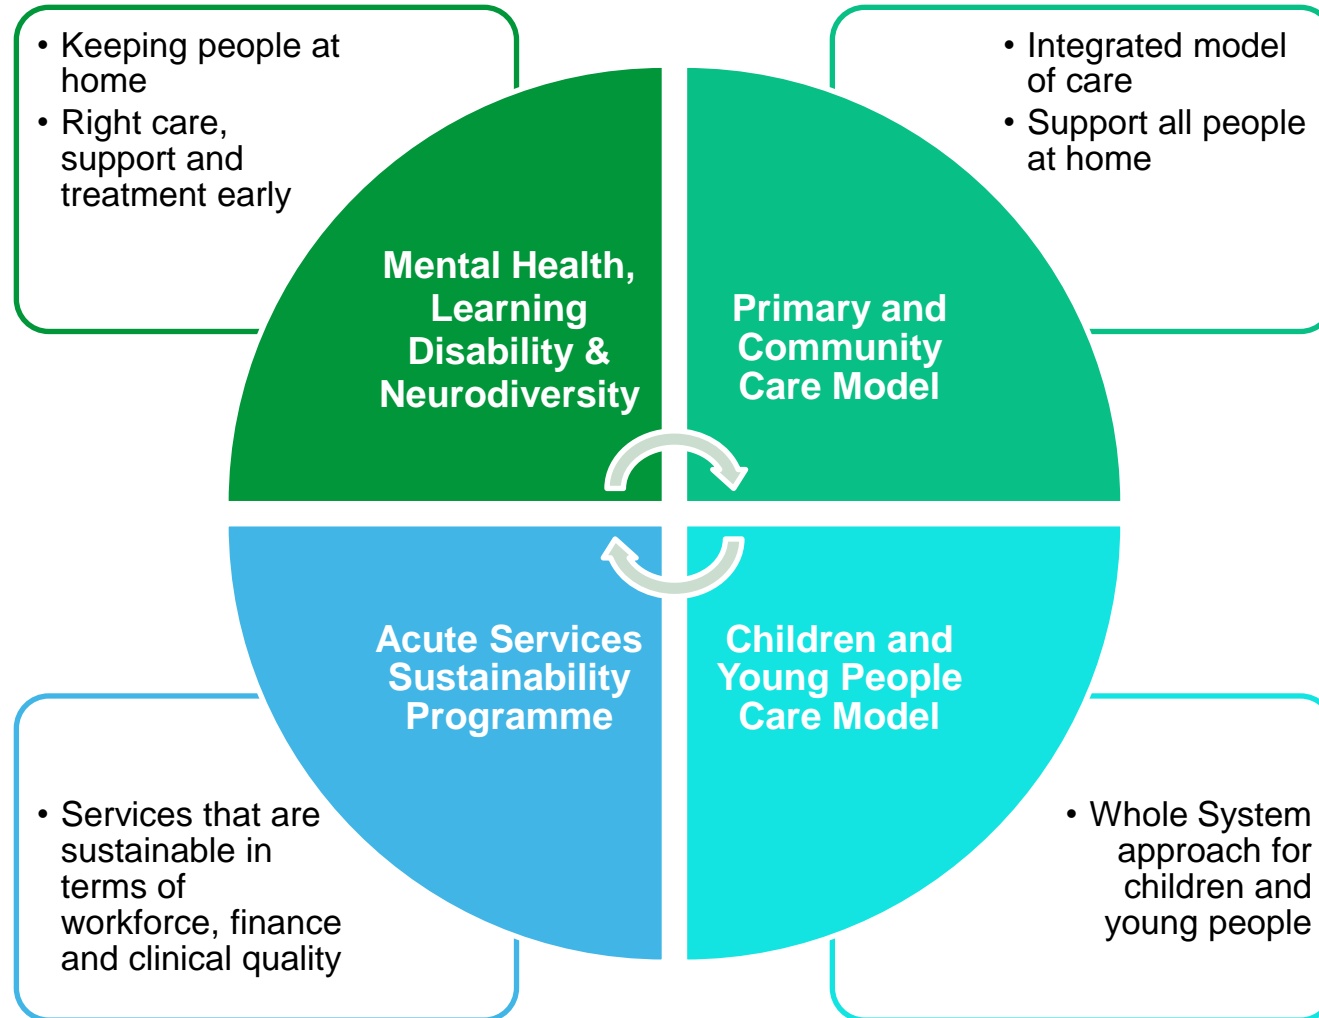 • Keeping people at
home
• Right care,
support and
treatment early
• Integrated model
of care
• Support all people
at home
Mental Health,
Learning
Disability &
Neurodiversity
Primary and
Community
Care Model
Acute Services
Sustainability
Programme
Children and
Young People
Care Model
• Services that are
sustainable in
terms of
workforce, finance
and clinical quality
• Whole System
approach for
children and
young people